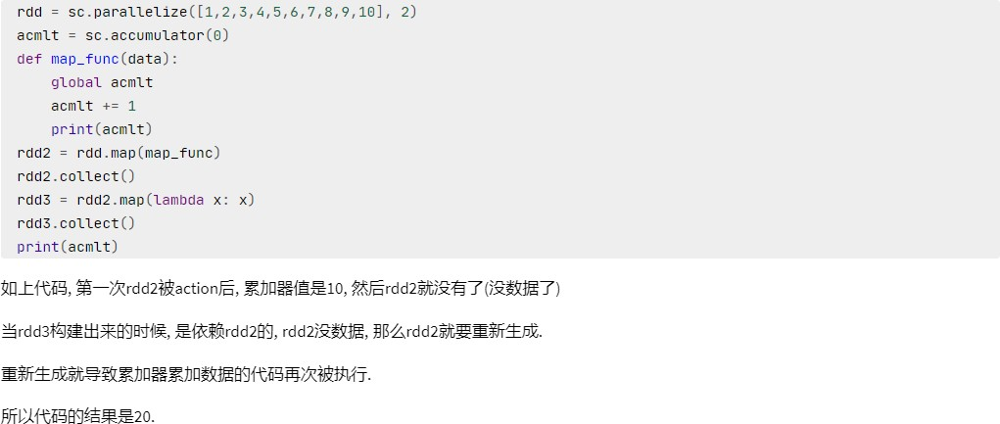 rdd = sc.parallelize([1,2,3,4,5,6,7,8,9,10], 2)
acmlt = sc.accumulator(0)
def map_func(data):
    global acmlt
    acmlt += 1
    print(acmlt)
rdd2 = rdd.map(map_func)
rdd2.collect()
rdd3 = rdd2.map(lambda x: x)
rdd3.collect()
print(acmlt)
如上代码, 第一次rdd2被action后, 累加器值是10, 然后rdd2就没有了(没数据了)
当rdd3构建出来的时候, 是依赖rdd2的, rdd2没数据, 那么rdd2就要重新生成.
重新生成就导致累加器累加数据的代码再次被执行.
所以代码的结果是20.